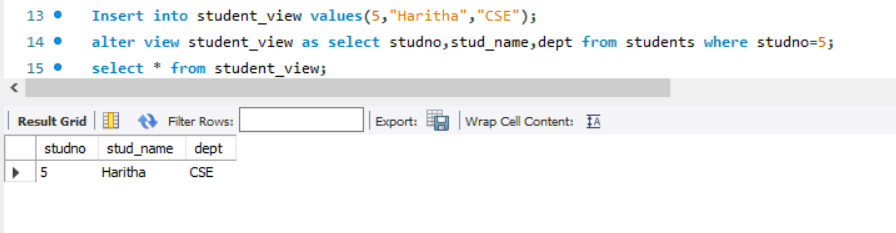 13 Insert into student_view values(5,"Haritha","CSE");
14 alter view student_view as select studno,stud_name,dept from students where studno=5;
15 select * from student_view;
Result Grid Filter Rows: Export: Wrap Cell Content: IA
studno stud_name dept
5 Haritha CSE